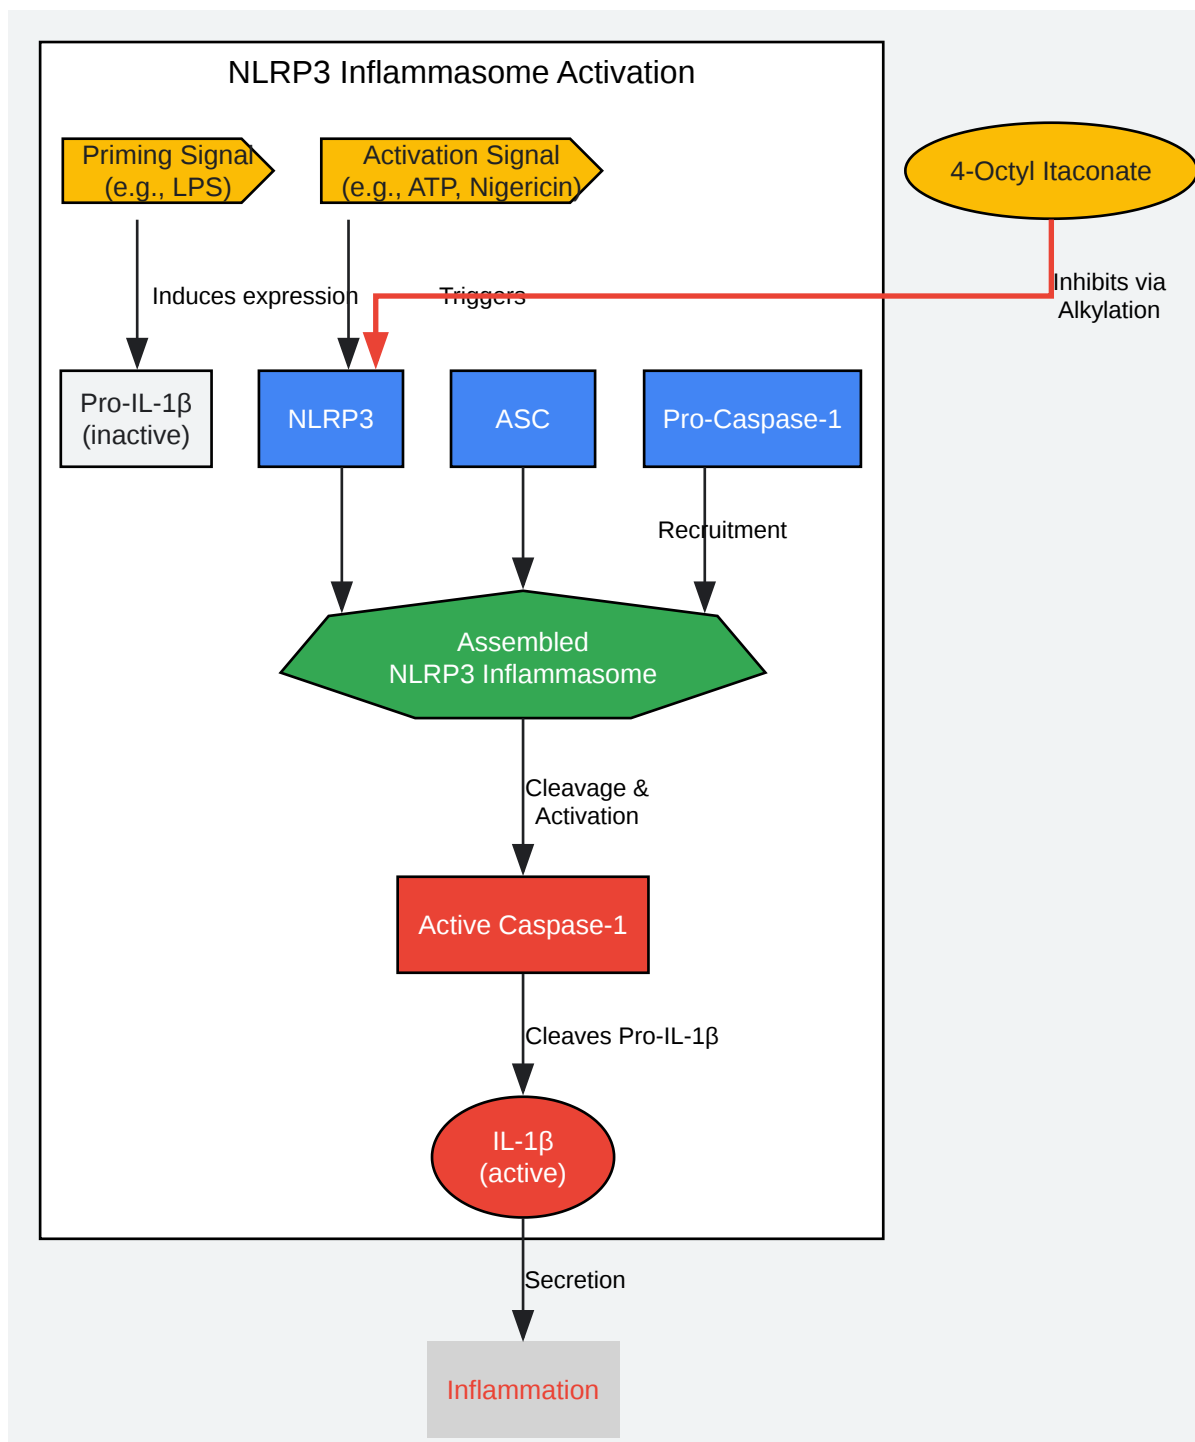 NLRP3 Inflammasome Activation
Priming Signal
(e.g., LPS)
Activation Signal
(e.g., ATP, Nigericin)
4-Octyl Itaconate
Induces expression
Triggers
Inhibits via
Alkylation
Pro-IL-1β
(inactive)
NLRP3
ASC
Pro-Caspase-1
Recruitment
Assembled
NLRP3 Inflammasome
Cleavage &
Activation
Active Caspase-1
Cleaves Pro-IL-1β
IL-1β
(active)
Secretion
Inflammation